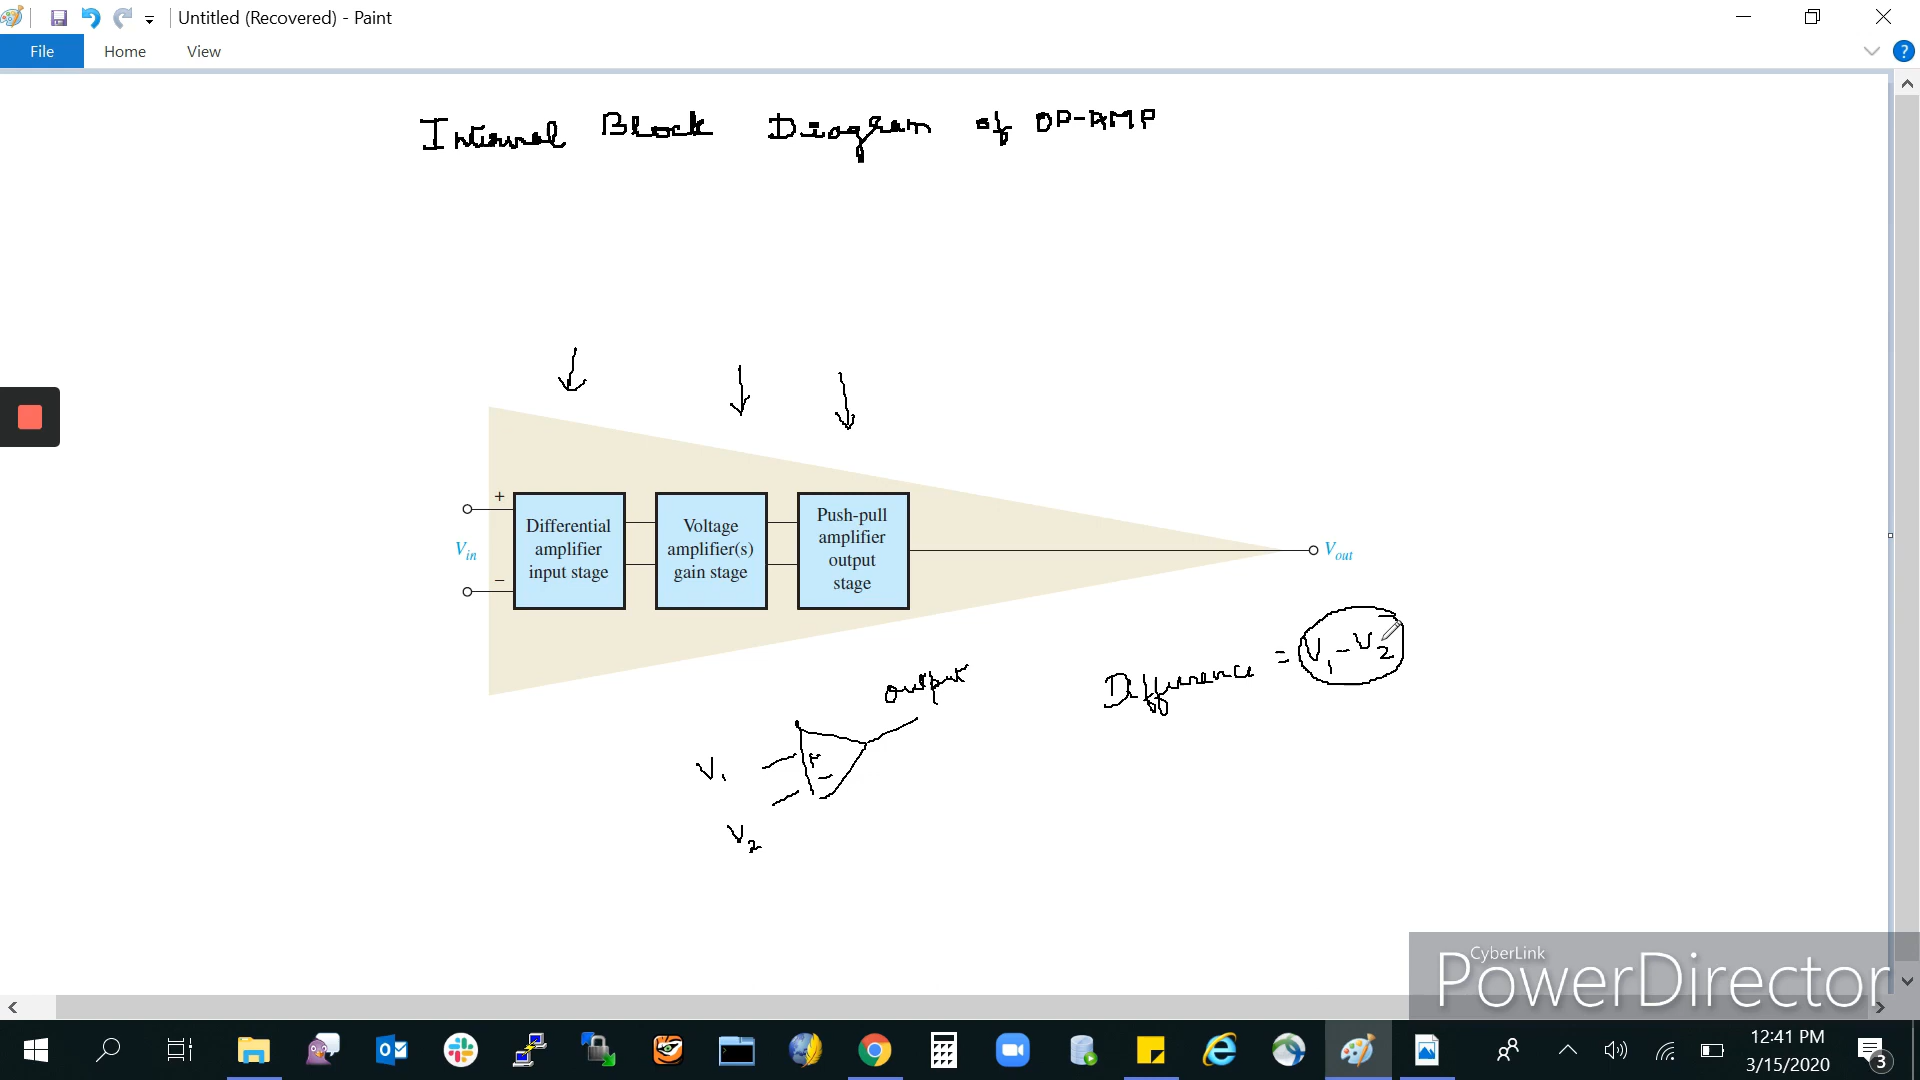 Untitled (Recovered) - Paint
File Home View
Internal Block Diagram of OP-AMP
+
Differential
amplifier
input stage
Voltage
amplifier(s)
gain stage
Push-pull
amplifier
output
stage
Vin
−
Vout
Difference = V1 - V2
output
V1
+
−
V2
CyberLink
PowerDirector
12:41 PM
3/15/2020
3